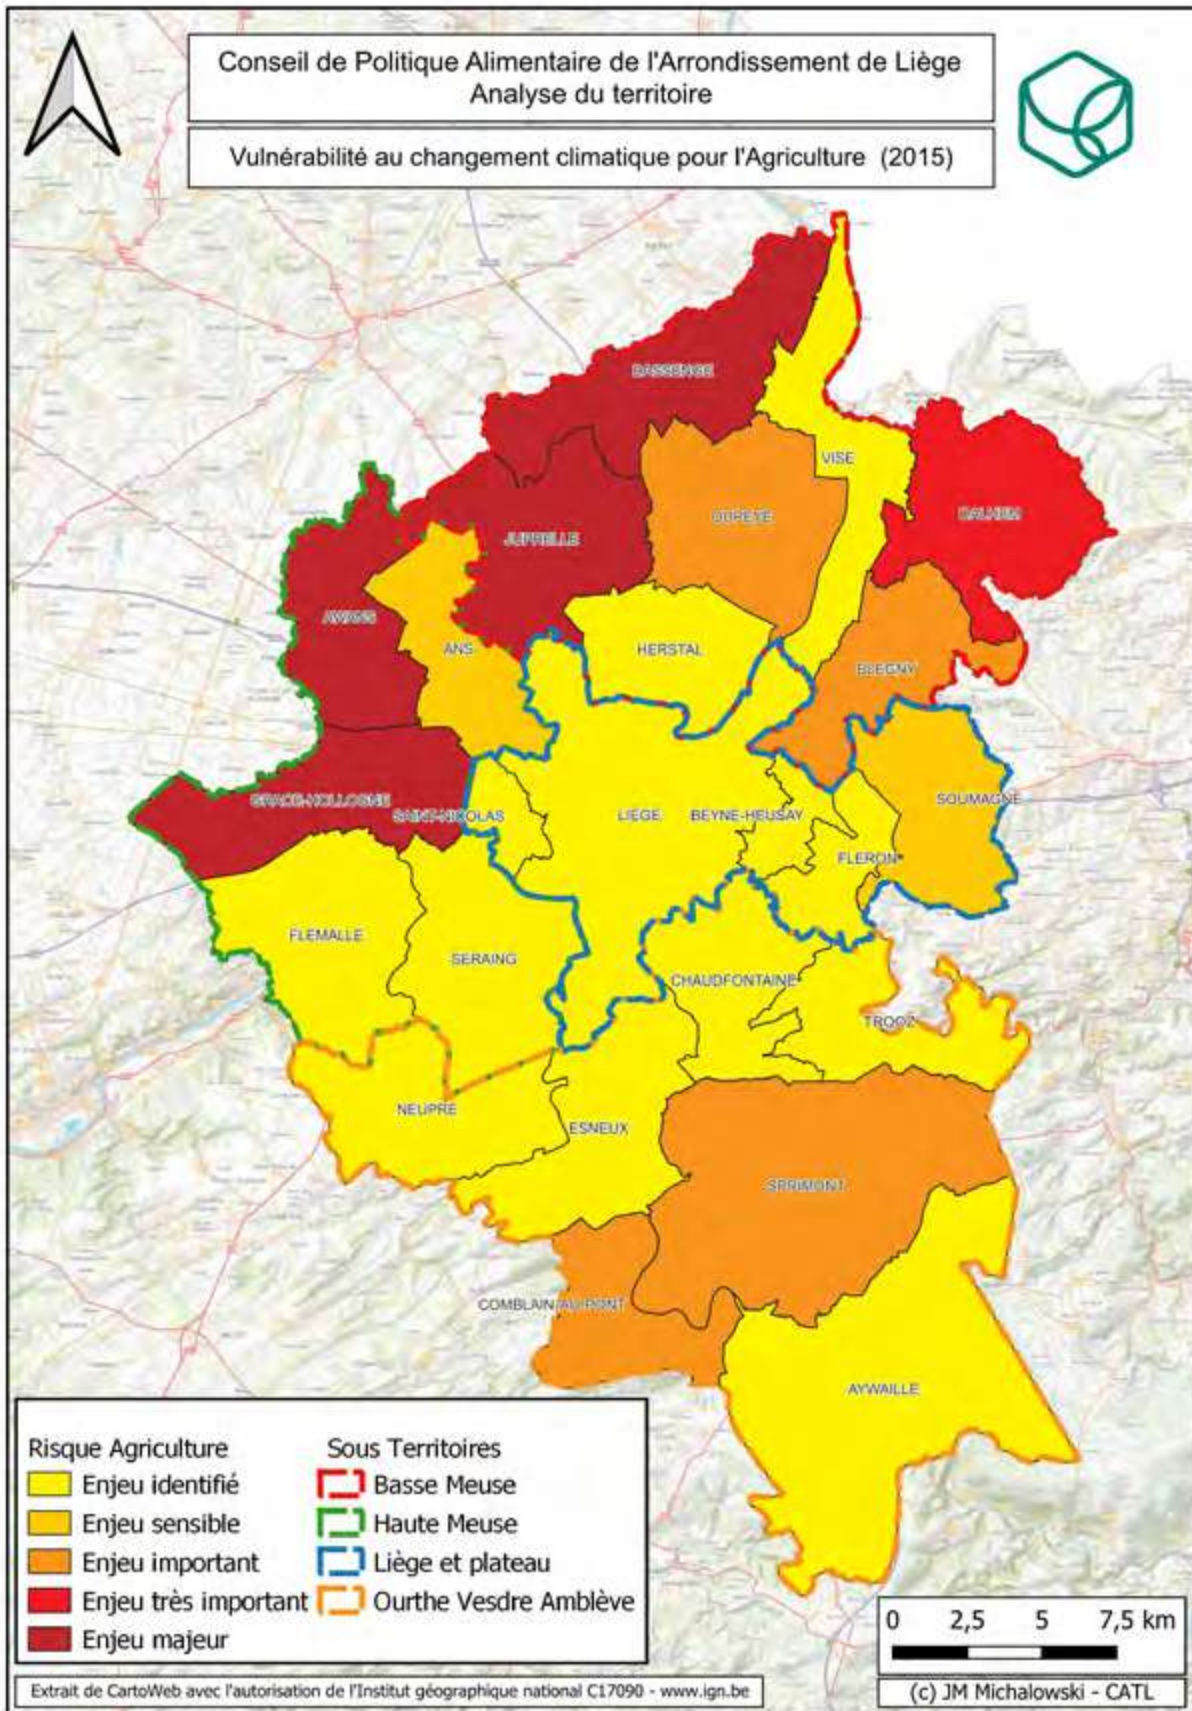 Conseil de Politique Alimentaire de l'Arrondissement de Liège
Analyse du territoire
Vulnérabilité au changement climatique pour l'Agriculture (2015)
BASSENGE
VISE
OUPEYE
DALHEM
JUPRELLE
AWANS
ANS
HERSTAL
BLEGNY
GRACE-HOLLOGNE
SAINT-NICOLAS
LIEGE
BEYNE-HEUSAY
SOUMAGNE
FLERON
FLEMALLE
SERAING
CHAUDFONTAINE
TROOZ
NEUPRE
ESNEUX
SPRIMONT
COMBLAIN-AU-PONT
AYWAILLE
Risque Agriculture
Enjeu identifié
Enjeu sensible
Enjeu important
Enjeu très important
Enjeu majeur
Sous Territoires
Basse Meuse
Haute Meuse
Liège et plateau
Ourthe Vesdre Amblève
0 2,5 5 7,5 km
Extrait de CartoWeb avec l'autorisation de l'Institut géographique national C17090 - www.ign.be
(c) JM Michalowski - CATL